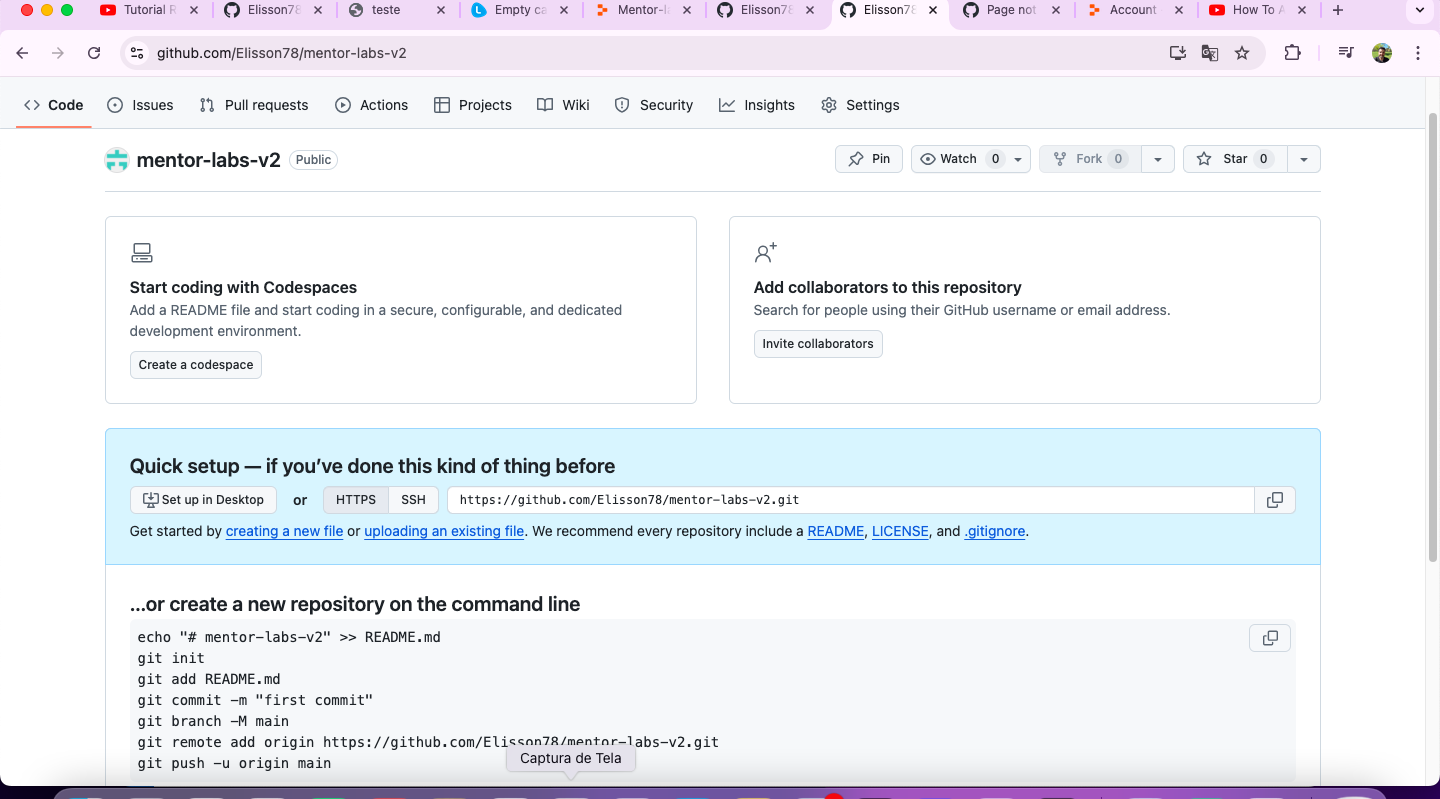 Tutorial R
Elisson78
teste
Empty ca
Mentor-la
Elisson78
Elisson78
Page not
Account
How To A
github.com/Elisson78/mentor-labs-v2
Code
Issues
Pull requests
Actions
Projects
Wiki
Security
Insights
Settings
mentor-labs-v2
Public
Pin
Watch 0
Fork 0
Star 0
Start coding with Codespaces
Add a README file and start coding in a secure, configurable, and dedicated
development environment.
Create a codespace
Add collaborators to this repository
Search for people using their GitHub username or email address.
Invite collaborators
Quick setup — if you’ve done this kind of thing before
Set up in Desktop
or
HTTPS
SSH
https://github.com/Elisson78/mentor-labs-v2.git
Get started by creating a new file or uploading an existing file. We recommend every repository include a README, LICENSE, and .gitignore.
…or create a new repository on the command line
echo "# mentor-labs-v2" >> README.md
git init
git add README.md
git commit -m "first commit"
git branch -M main
git remote add origin https://github.com/Elisson78/mentor-labs-v2.git
git push -u origin main
Captura de Tela